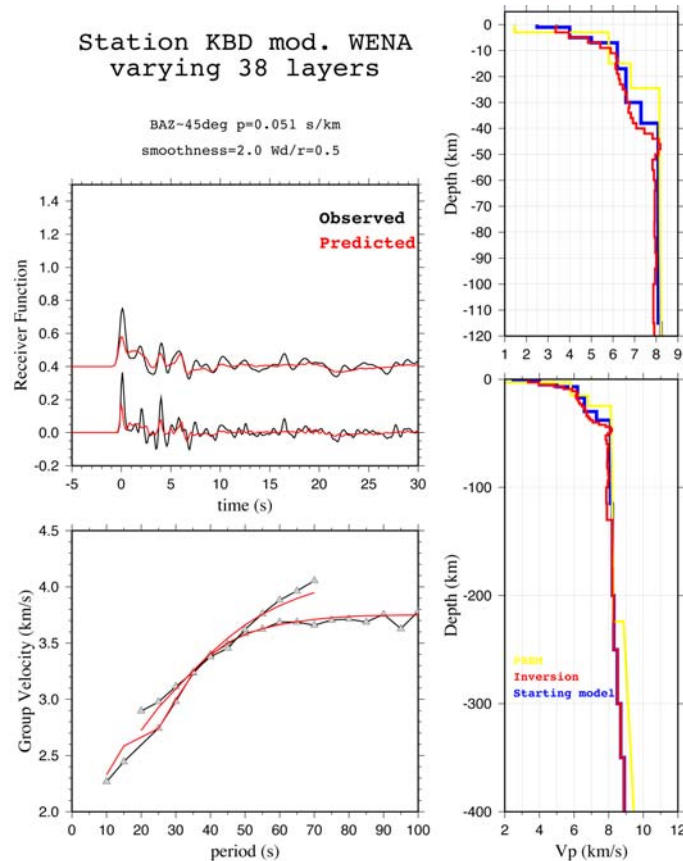 Station KBD mod. WENA
varying 38 layers
BAZ~45deg p=0.051 s/km
smoothness=2.0 Wd/r=0.5
1.4
1.2
1.0
0.8
0.6
0.4
0.2
0.0
-0.2
Receiver Function
Observed
Predicted
-5 0 5 10 15 20 25 30
time (s)
4.5
4.0
3.5
3.0
2.5
2.0
Group Velocity (km/s)
0 10 20 30 40 50 60 70 80 90 100
period (s)
0
-10
-20
-30
-40
-50
-60
-70
-80
-90
-100
-110
-120
Depth (km)
1 2 3 4 5 6 7 8 9
0
-100
-200
-300
-400
Depth (km)
PREM
Inversion
Starting model
2 4 6 8 10 12
Vp (km/s)